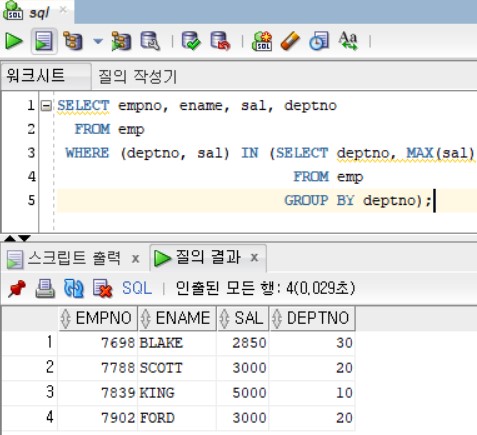 sql
워크시트 질의 작성기
1 SELECT empno, ename, sal, deptno
2 FROM emp
3 WHERE (deptno, sal) IN (SELECT deptno, MAX(sal)
4 FROM emp
5 GROUP BY deptno);
스크립트 출력 x 질의 결과 x
SQL | 인출된 모든 행: 4(0,029초)
EMPNO ENAME SAL DEPTNO
1 7698 BLAKE 2850 30
2 7788 SCOTT 3000 20
3 7839 KING 5000 10
4 7902 FORD 3000 20